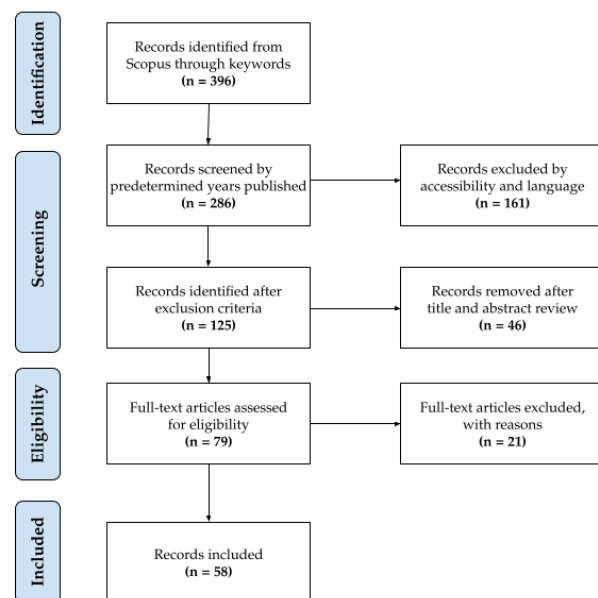 Identification
Records identified from
Scopus through keywords
(n = 396)
Screening
Records screened by
predetermined years published
(n = 286)
Records excluded by
accessibility and language
(n = 161)
Records identified after
exclusion criteria
(n = 125)
Records removed after
title and abstract review
(n = 46)
Eligibility
Full-text articles assessed
for eligibility
(n = 79)
Full-text articles excluded,
with reasons
(n = 21)
Included
Records included
(n = 58)